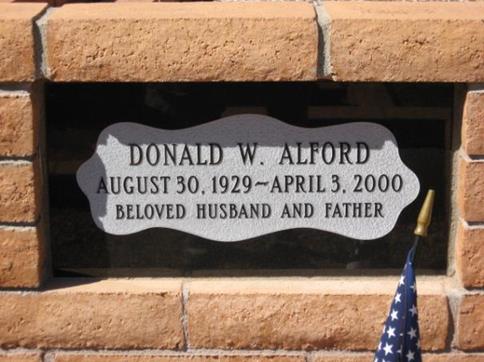 DONALD W. ALFORD
AUGUST 30, 1929~APRIL 3, 2000
BELOVED HUSBAND AND FATHER